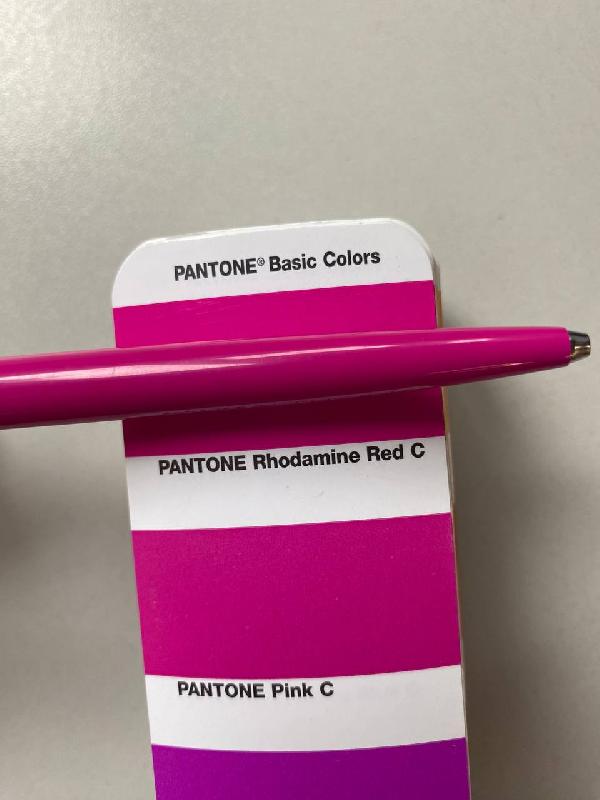 PANTONE® Basic Colors
PANTONE Rhodamine Red C
PANTONE Pink C